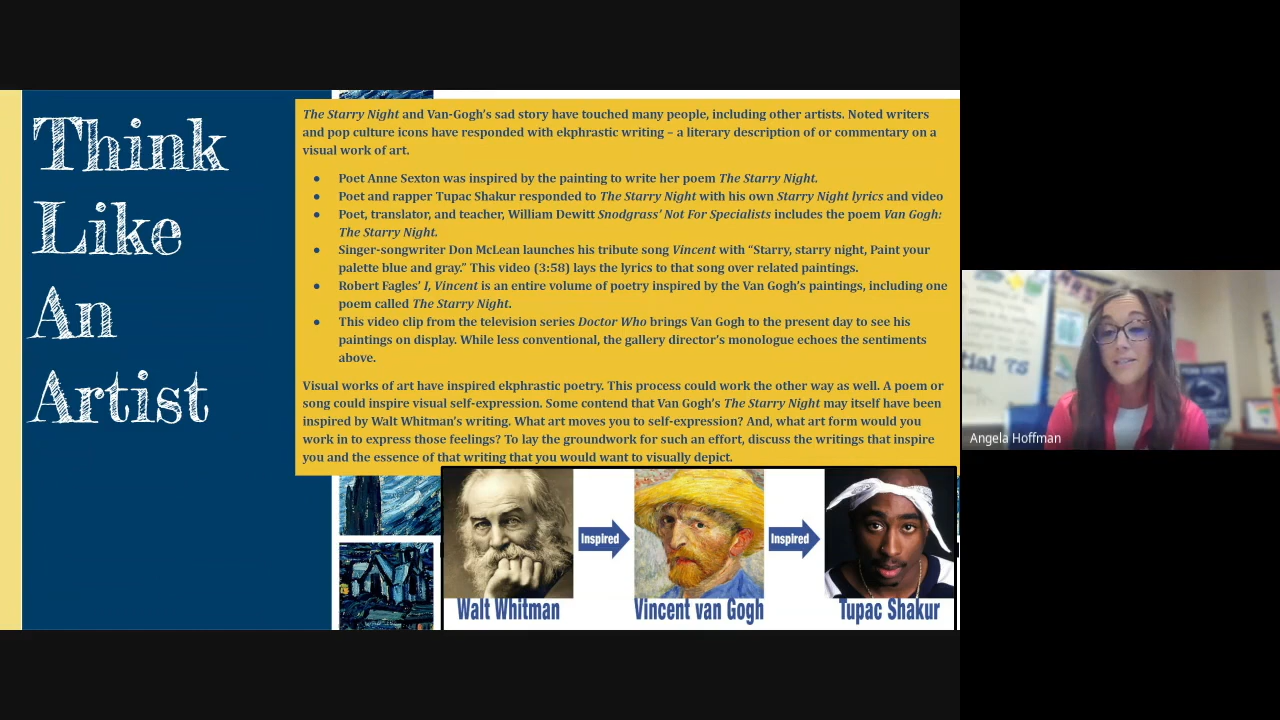 Think
Like
An
Artist
The Starry Night and Van-Gogh's sad story have touched many people, including other artists. Noted writers
and pop culture icons have responded with ekphrastic writing – a literary description of or commentary on a
visual work of art.
● Poet Anne Sexton was inspired by the painting to write her poem The Starry Night.
● Poet and rapper Tupac Shakur responded to The Starry Night with his own Starry Night lyrics and video
● Poet, translator, and teacher, William Dewitt Snodgrass' Not For Specialists includes the poem Van Gogh:
The Starry Night.
● Singer-songwriter Don McLean launches his tribute song Vincent with “Starry, starry night, Paint your
palette blue and gray.” This video (3:58) lays the lyrics to that song over related paintings.
● Robert Fagles' I, Vincent is an entire volume of poetry inspired by the Van Gogh's paintings, including one
poem called The Starry Night.
● This video clip from the television series Doctor Who brings Van Gogh to the present day to see his
paintings on display. While less conventional, the gallery director's monologue echoes the sentiments
above.
Visual works of art have inspired ekphrastic poetry. This process could work the other way as well. A poem or
song could inspire visual self-expression. Some contend that Van Gogh's The Starry Night may itself have been
inspired by Walt Whitman's writing. What art moves you to self-expression? And, what art form would you
work in to express those feelings? To lay the groundwork for such an effort, discuss the writings that inspire
you and the essence of that writing that you would want to visually depict.
Inspired
Inspired
Walt Whitman
Vincent van Gogh
Tupac Shakur
Angela Hoffman